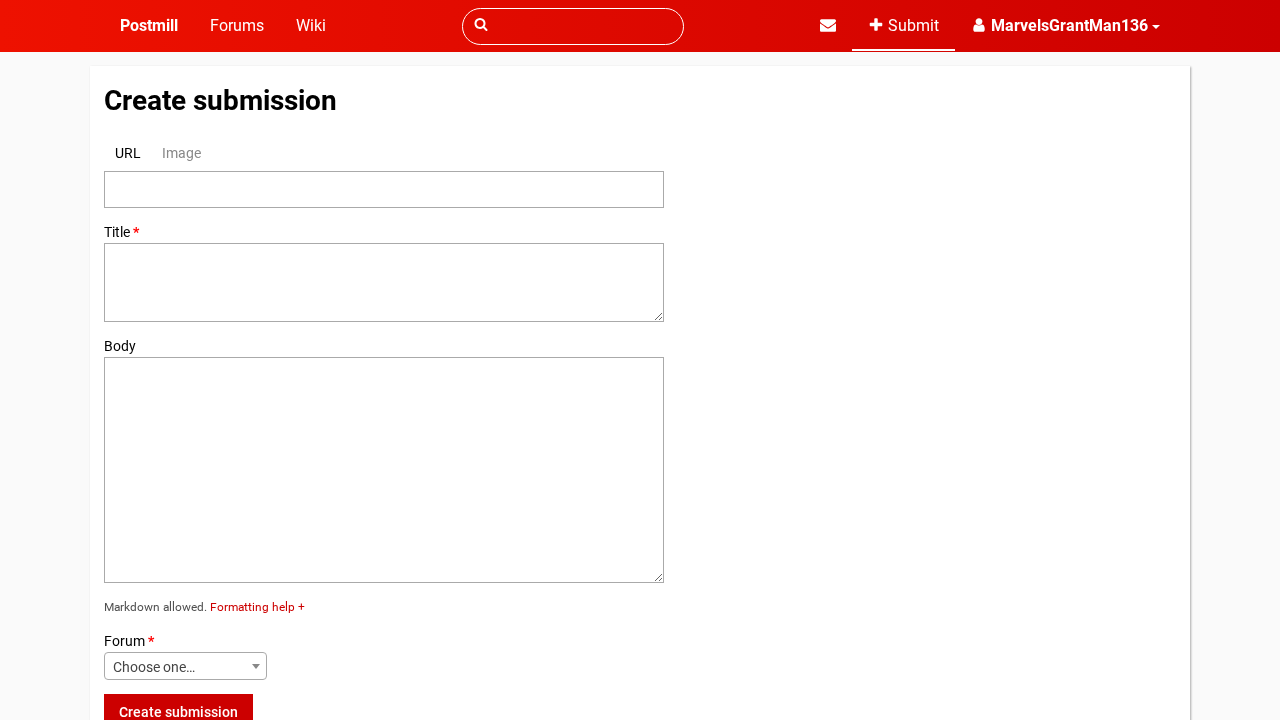 Postmill Forums Wiki Submit MarvelsGrantMan136
Create submission
URL Image
Title *
Body
Markdown allowed. Formatting help +
Forum *
Choose one…
Create submission